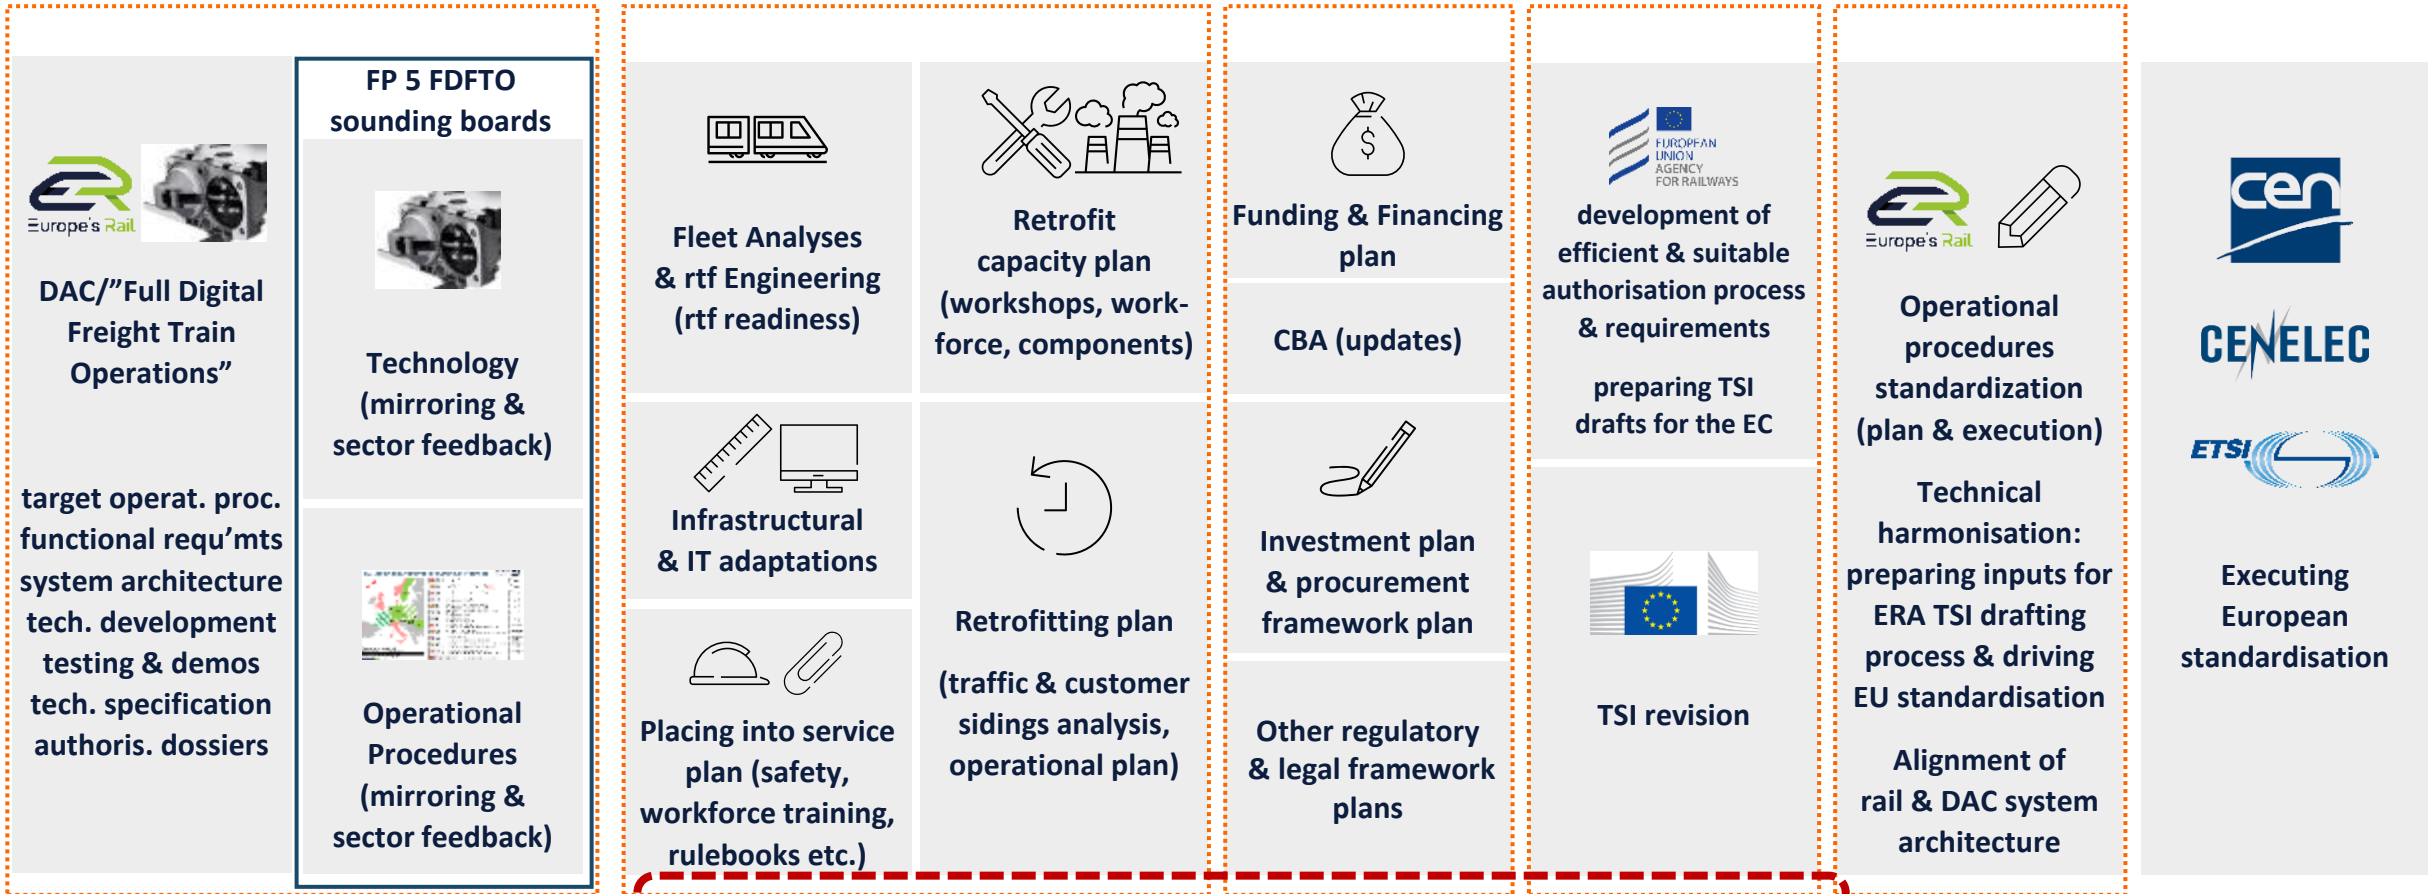 Europe's Rail
DAC/”Full Digital
Freight Train
Operations”
target operat. proc.
functional requ’mts
system architecture
tech. development
testing & demos
tech. specification
authoris. dossiers
FP 5 FDFTO
sounding boards
Technology
(mirroring &
sector feedback)
Operational
Procedures
(mirroring &
sector feedback)
Fleet Analyses
& rtf Engineering
(rtf readiness)
Infrastructural
& IT adaptations
Placing into service
plan (safety,
workforce training,
rulebooks etc.)
Retrofit
capacity plan
(workshops, work-
force, components)
Retrofitting plan
(traffic & customer
sidings analysis,
operational plan)
$
Funding & Financing
plan
CBA (updates)
Investment plan
& procurement
framework plan
Other regulatory
& legal framework
plans
EUROPEAN
UNION
AGENCY
FOR RAILWAYS
development of
efficient & suitable
authorisation process
& requirements
preparing TSI
drafts for the EC
TSI revision
Europe's Rail
Operational
procedures
standardization
(plan & execution)
Technical
harmonisation:
preparing inputs for
ERA TSI drafting
process & driving
EU standardisation
Alignment of
rail & DAC system
architecture
cen
CENELEC
ETSI
Executing
European
standardisation